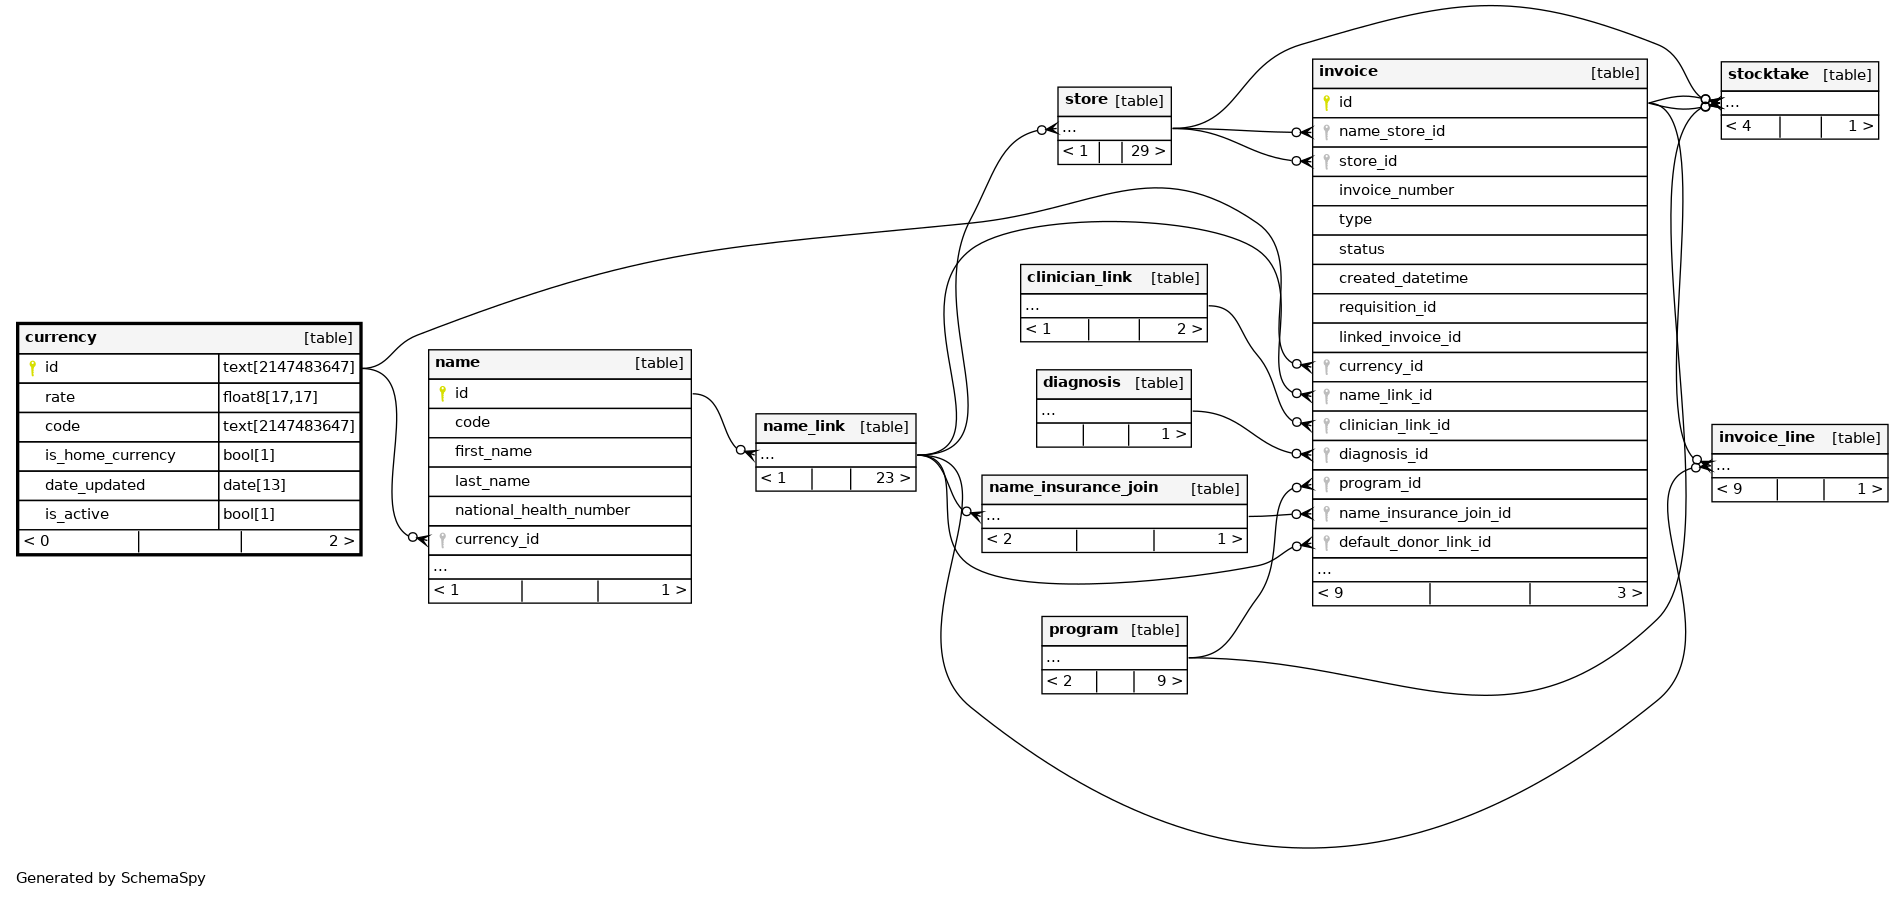 currency [table]
id text[2147483647]
rate float8[17,17]
code text[2147483647]
is_home_currency bool[1]
date_updated date[13]
is_active bool[1]
< 0 2 >
name [table]
id
code
first_name
last_name
national_health_number
currency_id
...
< 1 1 >
name_link [table]
...
< 1 23 >
store [table]
...
< 1 29 >
clinician_link [table]
...
< 1 2 >
diagnosis [table]
...
1 >
name_insurance_join [table]
...
< 2 1 >
program [table]
...
< 2 9 >
invoice [table]
id
name_store_id
store_id
invoice_number
type
status
created_datetime
requisition_id
linked_invoice_id
currency_id
name_link_id
clinician_link_id
diagnosis_id
program_id
name_insurance_join_id
default_donor_link_id
...
< 9 3 >
stocktake [table]
...
< 4 1 >
invoice_line [table]
...
< 9 1 >
Generated by SchemaSpy